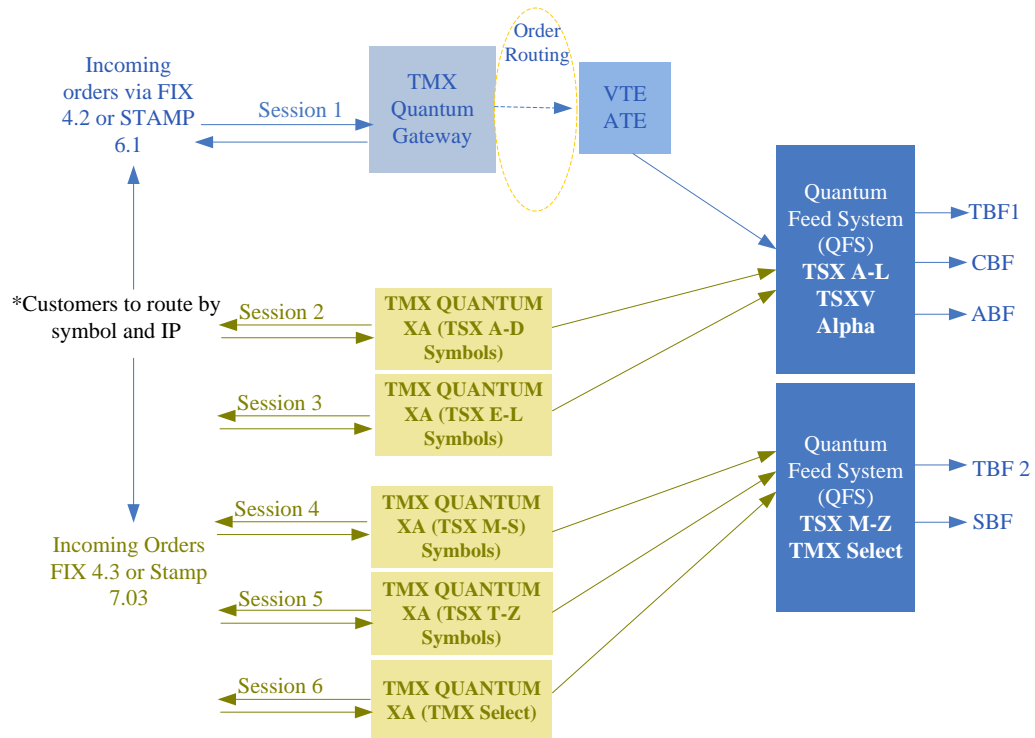 Order
Routing
Incoming
orders via FIX
4.2 or STAMP
6.1
Session 1
TMX
Quantum
Gateway
VTE
ATE
Quantum
Feed System
(QFS)
TSX A-L
TSXV
Alpha
TBF1
CBF
ABF
*Customers to route by
symbol and IP
Session 2
TMX QUANTUM
XA (TSX A-D
Symbols)
Session 3
TMX QUANTUM
XA (TSX E-L
Symbols)
Quantum
Feed System
(QFS)
TSX M-Z
TMX Select
TBF 2
SBF
Session 4
TMX QUANTUM
XA (TSX M-S)
Symbols)
Incoming Orders
FIX 4.3 or Stamp
7.03
Session 5
TMX QUANTUM
XA (TSX T-Z
Symbols)
Session 6
TMX QUANTUM
XA (TMX Select)